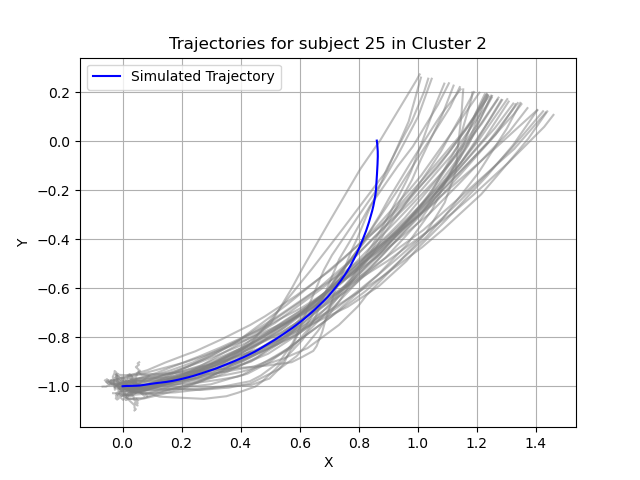 Trajectories for subject 25 in Cluster 2
Simulated Trajectory
0.2
0.0
−0.2
−0.4
−0.6
−0.8
−1.0
Y
0.0 0.2 0.4 0.6 0.8 1.0 1.2 1.4
X